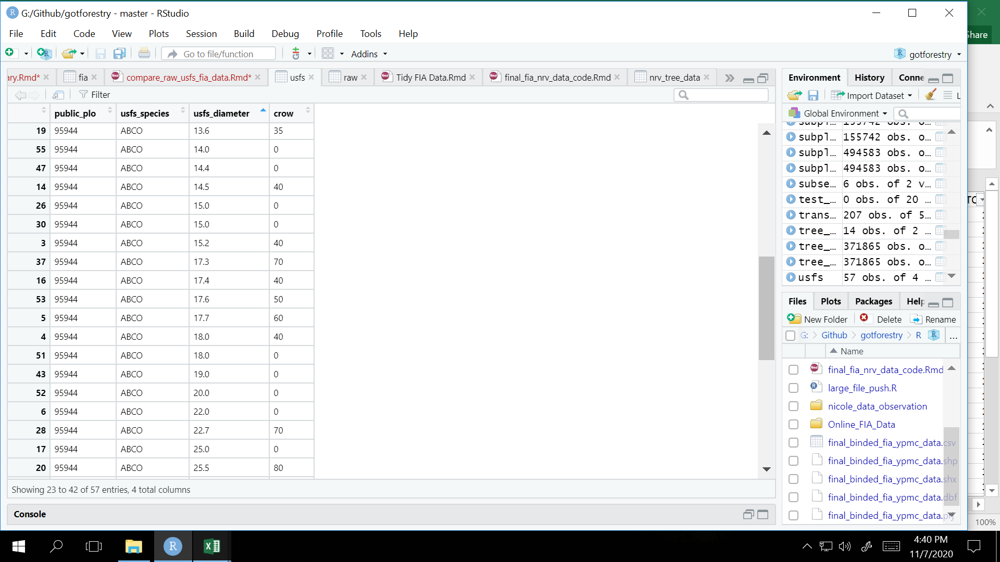 G:/Github/gotforestry - master - RStudio
File Edit Code View Plots Session Build Debug Profile Tools Help
Share
Go to file/function
Addins
gotforestry
ary.Rmd* fia compare_raw_usfs_fia_data.Rmd* usfs raw Tidy FIA Data.Rmd final_fia_nrv_data_code.Rmd nrv_tree_data
Filter
public_plo usfs_species usfs_diameter crow
19 95944 ABCO 13.6 35
55 95944 ABCO 14.0 0
47 95944 ABCO 14.4 0
14 95944 ABCO 14.5 40
26 95944 ABCO 15.0 0
30 95944 ABCO 15.0 0
3 95944 ABCO 15.2 40
37 95944 ABCO 17.3 70
16 95944 ABCO 17.4 40
53 95944 ABCO 17.6 50
5 95944 ABCO 17.7 60
4 95944 ABCO 18.0 40
51 95944 ABCO 18.0 0
43 95944 ABCO 19.0 0
52 95944 ABCO 20.0 0
6 95944 ABCO 22.0 0
28 95944 ABCO 22.7 70
17 95944 ABCO 25.0 0
20 95944 ABCO 25.5 80
Showing 23 to 42 of 57 entries, 4 total columns
Console
Environment History Conne
Import Dataset L
Global Environment
subpl... 155742 obs. o...
subpl... 494583 obs. o...
subpl... 494583 obs. o...
subse... 6 obs. of 2 v...
test_... 0 obs. of 20 ...
trans... 207 obs. of 5...
tree_... 14 obs. of 2 ...
tree_... 371865 obs. o...
tree_... 371865 obs. o...
usfs 57 obs. of 4 ...
Files Plots Packages Help
New Folder Delete Rename
G: Github gotforestry R ...
Name
final_fia_nrv_data_code.Rmd
large_file_push.R
nicole_data_observation
Online_FIA_Data
final_binded_fia_ypmc_data.csv
final_binded_fia_ypmc_data.shp
final_binded_fia_ypmc_data.shx
final_binded_fia_ypmc_data.dbf
final_binded_fia_ypmc_data.prj
100%
4:40 PM
11/7/2020